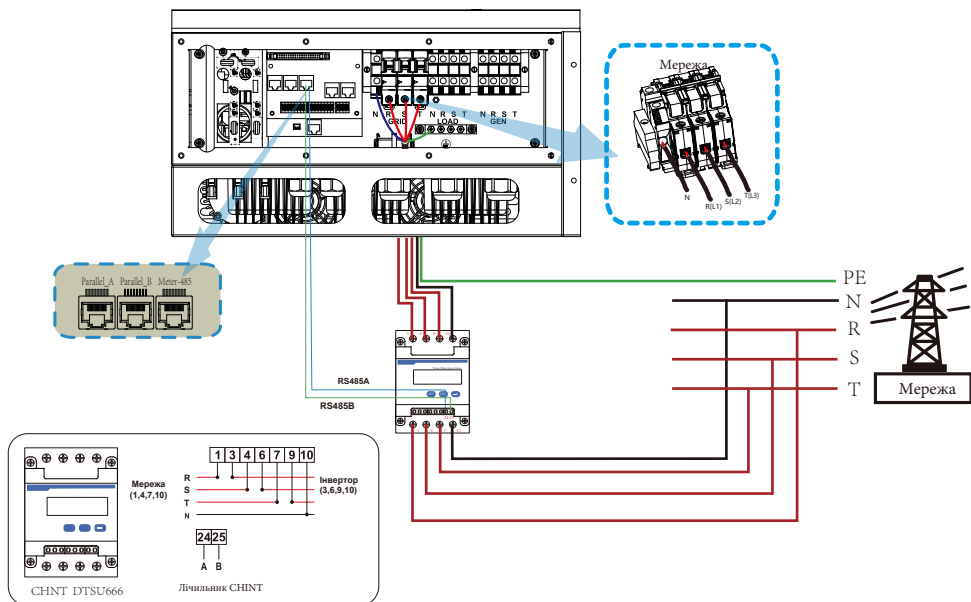 Мережа
N R S T N R S T N R S T
GRID LOAD GEN
N R(L1) S(L2) T(L3)
Parallel_A Parallel_B Meter-485
PE
N
R
S
T
Мережа
RS485A
RS485B
Мережа
(1,4,7,10)
1 3 4 6 7 9 10
R
S
T
N
Інвертор
(3,6,9,10)
24 25
A B
CHNT DTSU666
Лічильник CHINT